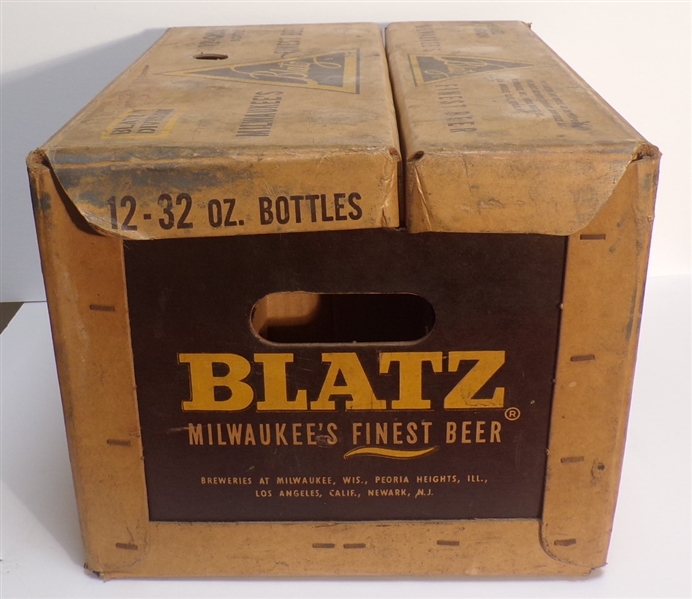 MILWAUKEE'S
FINEST BEER
12 - 32 OZ. BOTTLES
BLATZ ®
MILWAUKEE'S FINEST BEER
BREWERIES AT MILWAUKEE, WIS., PEORIA HEIGHTS, ILL.,
LOS ANGELES, CALIF., NEWARK, N.J.